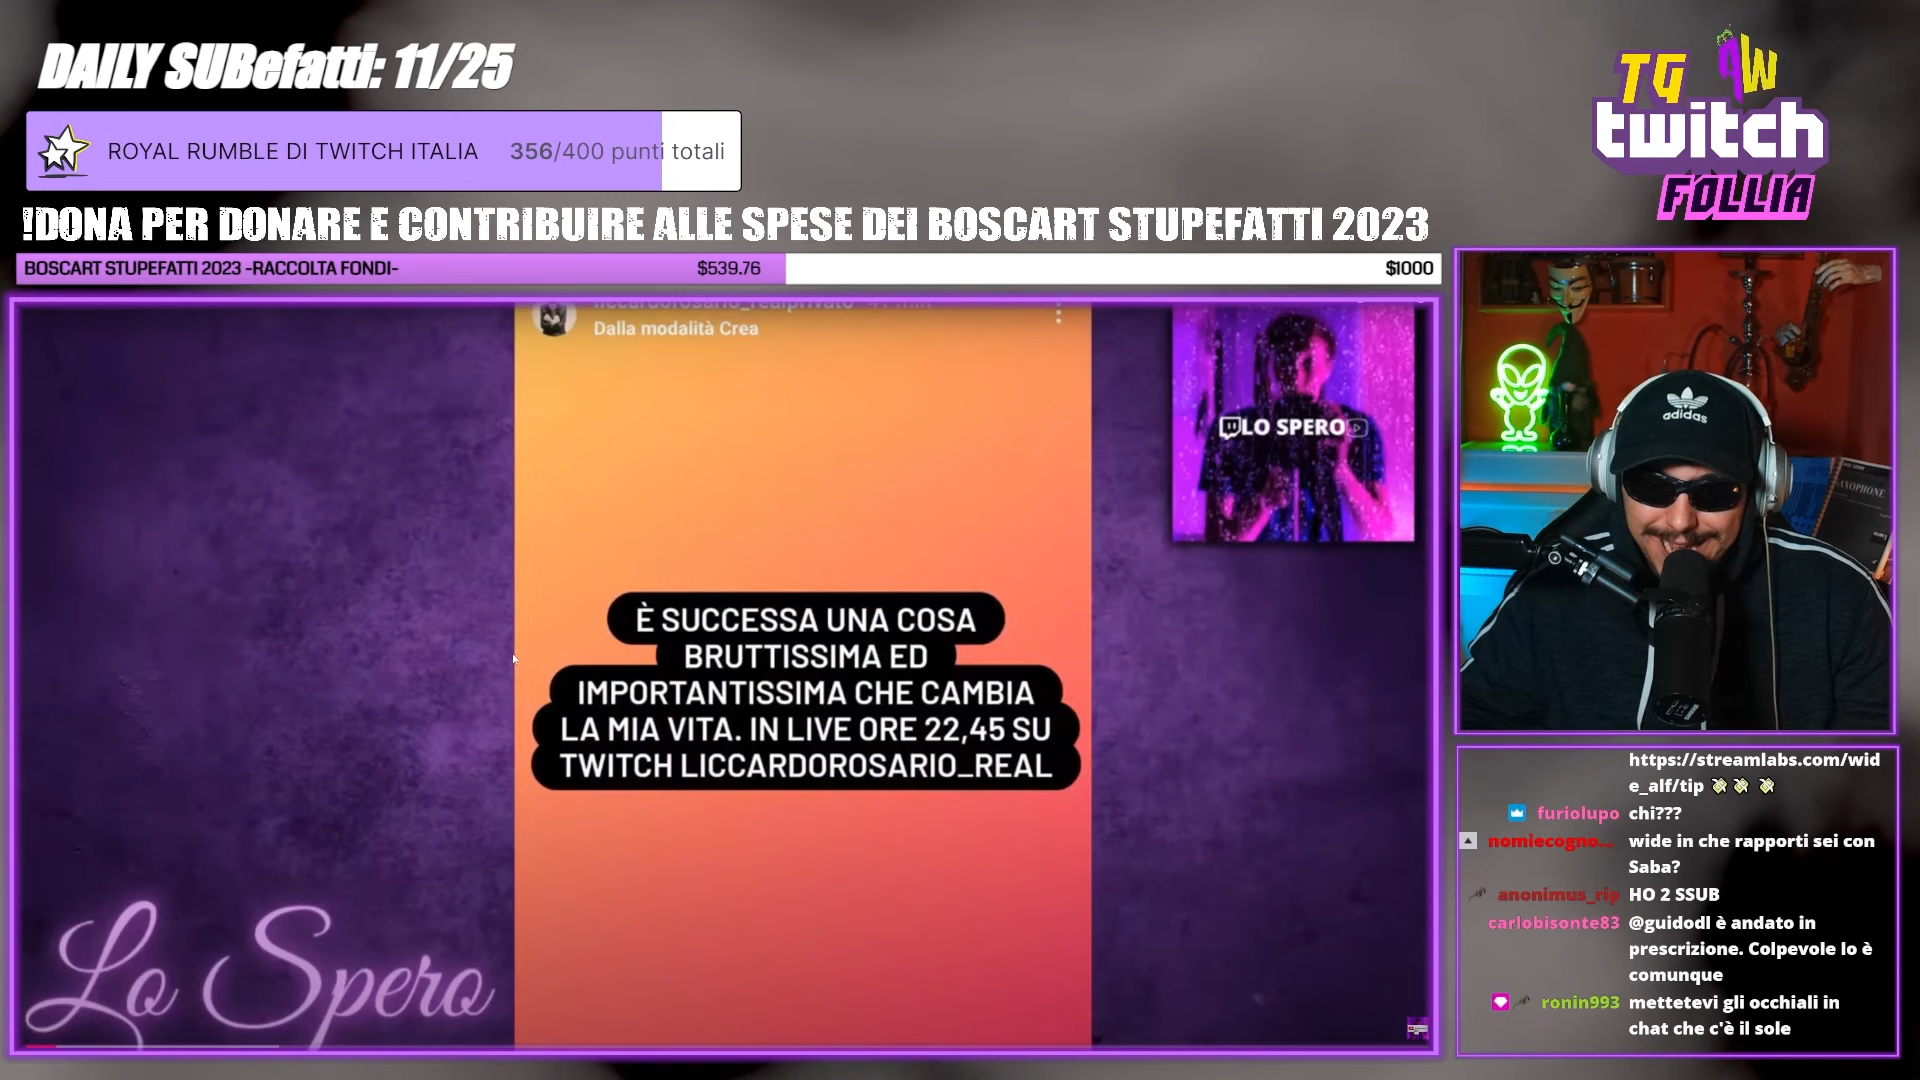 DAILY SUBefatti: 11/25
ROYAL RUMBLE DI TWITCH ITALIA 356/400 punti totali
!DONA PER DONARE E CONTRIBUIRE ALLE SPESE DEI BOSCART STUPEFATTI 2023
BOSCART STUPEFATTI 2023 -RACCOLTA FONDI- $539.76 $1000
TG
twitch
FOLLIA
liccardorosario_realprivato
Dalla modalità Crea
LO SPERO
È SUCCESSA UNA COSA
BRUTTISSIMA ED
IMPORTANTISSIMA CHE CAMBIA
LA MIA VITA. IN LIVE ORE 22,45 SU
TWITCH LICCARDOROSARIO_REAL
Lo Spero
adidas
SAXOPHONE
https://streamlabs.com/wid
e_alf/tip
furiolupo chi???
nomiecogno... wide in che rapporti sei con
Saba?
anonimus_rip HO 2 SSUB
carlobisonte83 @guidodl è andato in
prescrizione. Colpevole lo è
comunque
ronin993 mettetevi gli occhiali in
chat che c'è il sole